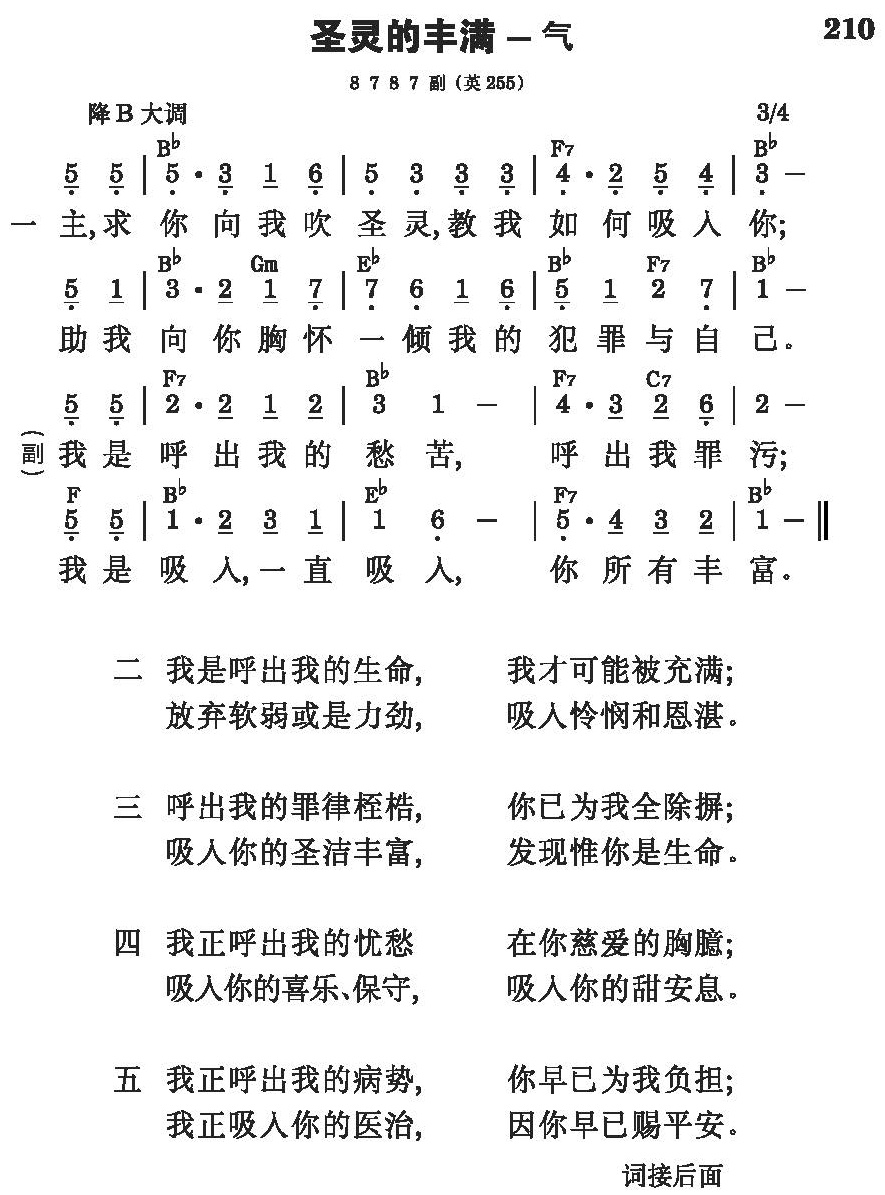 圣灵的丰满－气
210
8 7 8 7 副（英255）
降B大调 3/4
B♭ F7 B♭
5 5 | 5 · 3 1 6 | 5 3 3 3 | 4 · 2 5 4 | 3 －
一 主,求 你 向 我 吹 圣 灵,教 我 如 何 吸 入 你;
B♭ Gm E♭ B♭ F7 B♭
5 1 | 3 · 2 1 7 | 7 6 1 6 | 5 1 2 7 | 1 －
助 我 向 你 胸 怀 一 倾 我 的 犯 罪 与 自 己。
F7 B♭ F7 C7
5 5 | 2 · 2 1 2 | 3 1 － | 4 · 3 2 6 | 2 －
(副) 我 是 呼 出 我 的 愁 苦, 呼 出 我 罪 污;
F B♭ E♭ F7 B♭
5 5 | 1 · 2 3 1 | 1 6 － | 5 · 4 3 2 | 1 － ‖
我 是 吸 入,一 直 吸 入, 你 所 有 丰 富。
二 我是呼出我的生命, 我才可能被充满;
放弃软弱或是力劲, 吸入怜悯和恩湛。
三 呼出我的罪律桎梏, 你已为我全除摒;
吸入你的圣洁丰富, 发现惟你是生命。
四 我正呼出我的忧愁 在你慈爱的胸臆;
吸入你的喜乐、保守, 吸入你的甜安息。
五 我正呼出我的病势, 你早已为我负担;
我正吸入你的医治, 因你早已赐平安。
词接后面